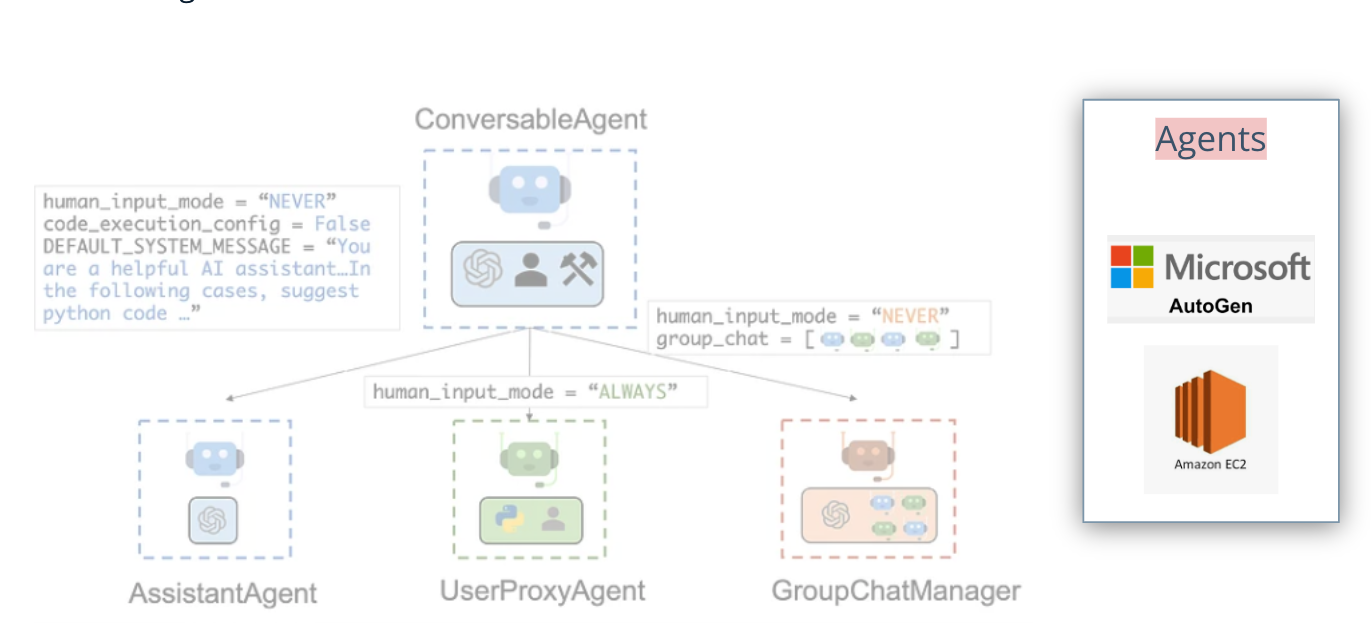 ConversableAgent
human_input_mode = “NEVER”
code_execution_config = False
DEFAULT_SYSTEM_MESSAGE = “You
are a helpful AI assistant…In
the following cases, suggest
python code …”
human_input_mode = “NEVER”
group_chat = [ ]
human_input_mode = “ALWAYS”
AssistantAgent
UserProxyAgent
GroupChatManager
Agents
Microsoft
AutoGen
Amazon EC2